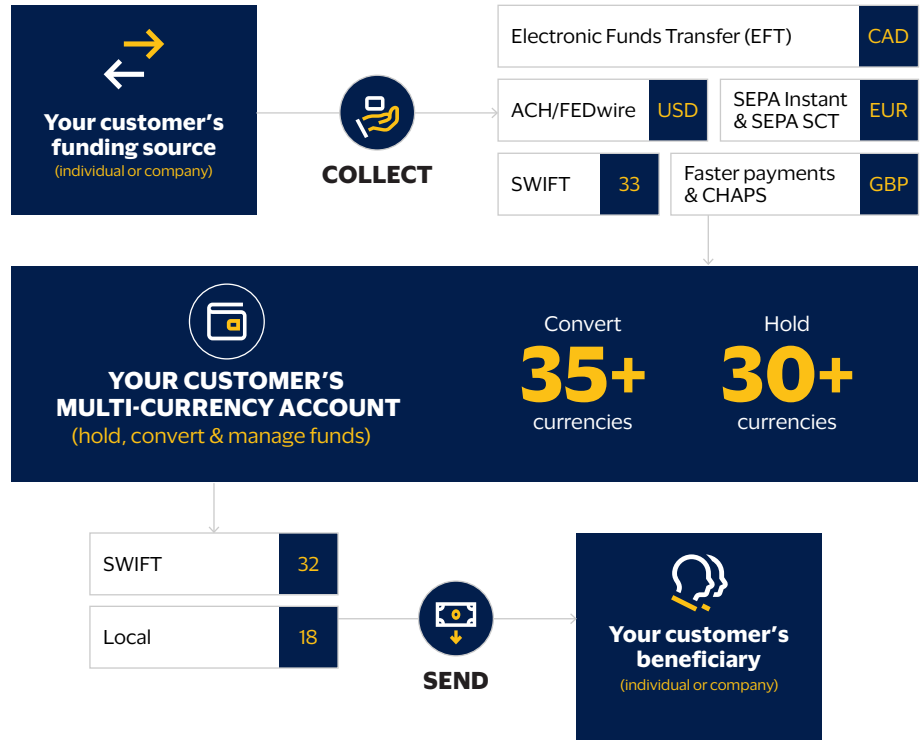 Your customer's
funding source
(individual or company)
COLLECT
Electronic Funds Transfer (EFT) CAD
ACH/FEDwire USD
SEPA Instant
& SEPA SCT
EUR
SWIFT 33
Faster payments
& CHAPS
GBP
YOUR CUSTOMER'S
MULTI-CURRENCY ACCOUNT
(hold, convert & manage funds)
Convert
35+
currencies
Hold
30+
currencies
SWIFT 32
Local 18
SEND
Your customer's
beneficiary
(individual or company)